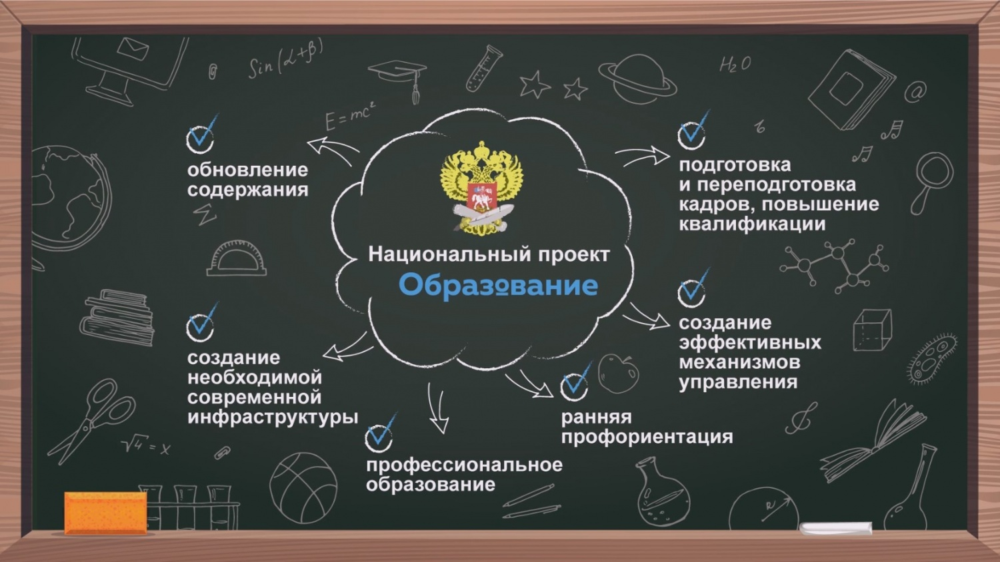 Sin(α+β)
H₂O
@
E=mc²
обновление
содержания
Национальный проект
Образование
подготовка
и переподготовка
кадров, повышение
квалификации
Σ
создание
необходимой
современной
инфраструктуры
создание
эффективных
механизмов
управления
ранняя
профориентация
профессиональное
образование
√4 = x
R